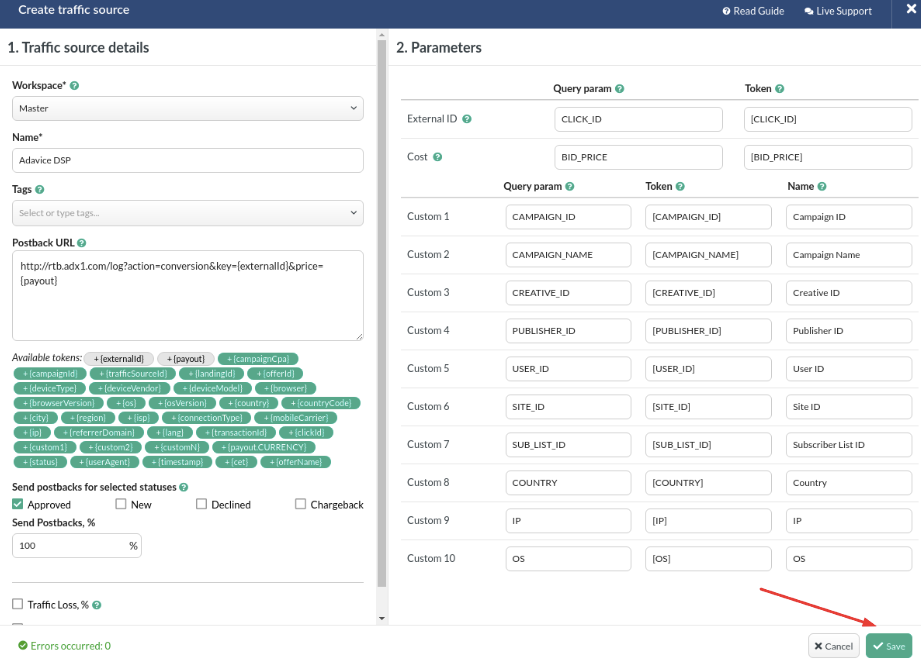 Create traffic source
Read Guide
Live Support
1. Traffic source details
Workspace*
Master
Name*
Adavice DSP
Tags
Select or type tags...
Postback URL
http://rtb.adx1.com/log?action=conversion&key={externalId}&price=
{payout}
Available tokens: +{externalId} +{payout} +{campaignCpa}
+{campaignId} +{trafficSourceId} +{landingId} +{offerId}
+{deviceType} +{deviceVendor} +{deviceModel} +{browser}
+{browserVersion} +{os} +{osVersion} +{country} +{countryCode}
+{city} +{region} +{isp} +{connectionType} +{mobileCarrier}
+{ip} +{referrerDomain} +{lang} +{transactionId} +{clickId}
+{custom1} +{custom2} +{customN} +{payout.CURRENCY}
+{status} +{userAgent} +{timestamp} +{cet} +{offerName}
Send postbacks for selected statuses
Approved New Declined Chargeback
Send Postbacks, %
100 %
Traffic Loss, %
2. Parameters
Query param Token
External ID CLICK_ID [CLICK_ID]
Cost BID_PRICE [BID_PRICE]
Query param Token Name
Custom 1 CAMPAIGN_ID [CAMPAIGN_ID] Campaign ID
Custom 2 CAMPAIGN_NAME [CAMPAIGN_NAME] Campaign Name
Custom 3 CREATIVE_ID [CREATIVE_ID] Creative ID
Custom 4 PUBLISHER_ID [PUBLISHER_ID] Publisher ID
Custom 5 USER_ID [USER_ID] User ID
Custom 6 SITE_ID [SITE_ID] Site ID
Custom 7 SUB_LIST_ID [SUB_LIST_ID] Subscriber List ID
Custom 8 COUNTRY [COUNTRY] Country
Custom 9 IP [IP] IP
Custom 10 OS [OS] OS
Errors occurred: 0
Cancel
Save